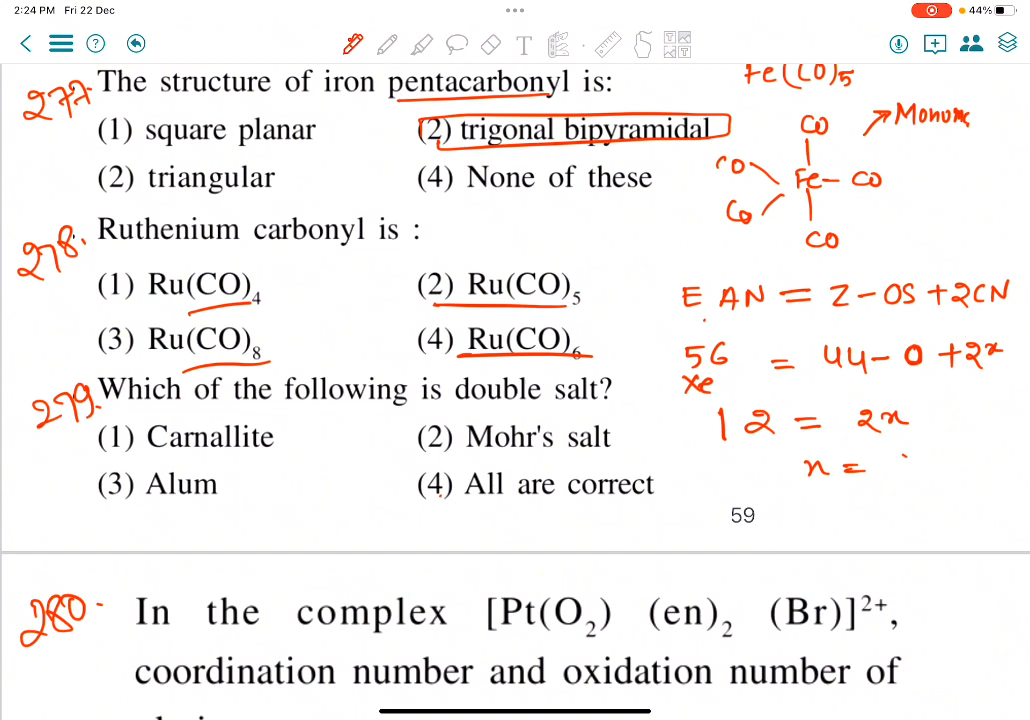 2:24 PM Fri 22 Dec
44%
Fe(CO)5
277. The structure of iron pentacarbonyl is:
(1) square planar (2) trigonal bipyramidal
(2) triangular (4) None of these
CO
CO Fe- CO
CO
CO
278. Ruthenium carbonyl is :
(1) Ru(CO)₄ (2) Ru(CO)₅
(3) Ru(CO)₈ (4) Ru(CO)₆
EAN = Z-OS+2CN
56 = 44-0+2x
Xe
12 = 2x
x =
279. Which of the following is double salt?
(1) Carnallite (2) Mohr's salt
(3) Alum (4) All are correct
59
280. In the complex [Pt(O₂) (en)₂ (Br)]²⁺,
coordination number and oxidation number of